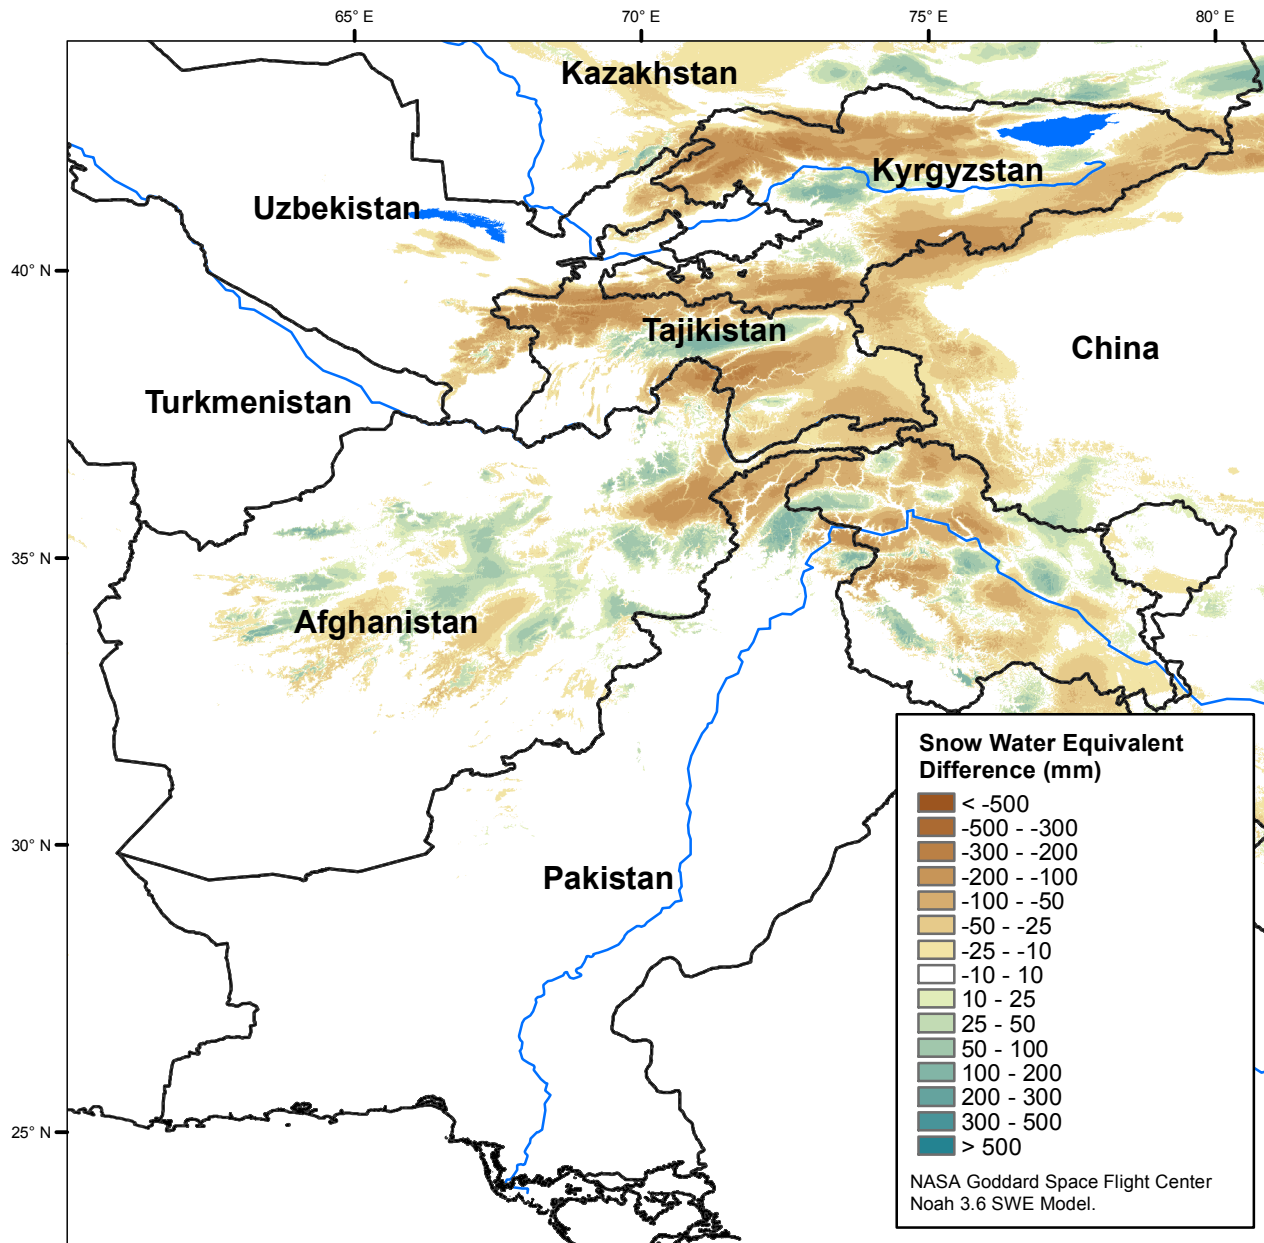 65° E
70° E
75° E
80° E
Kazakhstan
Kyrgyzstan
Uzbekistan
40° N
Tajikistan
China
Turkmenistan
35° N
Afghanistan
30° N
Pakistan
25° N
Snow Water Equivalent
Difference (mm)
< -500
-500 - -300
-300 - -200
-200 - -100
-100 - -50
-50 - -25
-25 - -10
-10 - 10
10 - 25
25 - 50
50 - 100
100 - 200
200 - 300
300 - 500
> 500
NASA Goddard Space Flight Center
Noah 3.6 SWE Model.